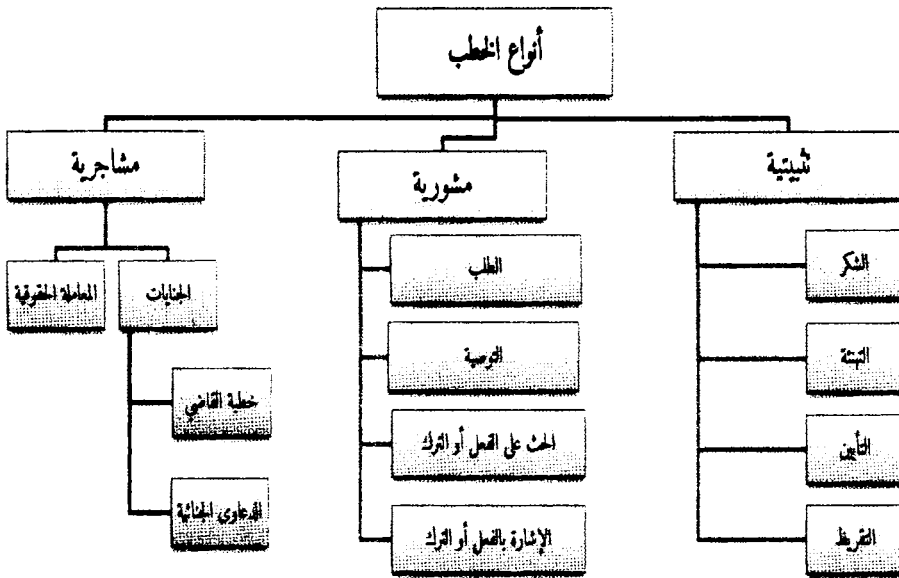 أنواع الخطب
تثبيتية
مشورية
مشاجرية
الشكر
التهنئة
التأبين
التقريظ
الطلب
التوصية
الحث على الفعل أو الترك
الإشارة بالفعل أو الترك
الجنايات
المعاملة الحقوقية
خطبة القاضي
الدعاوى الجنائية